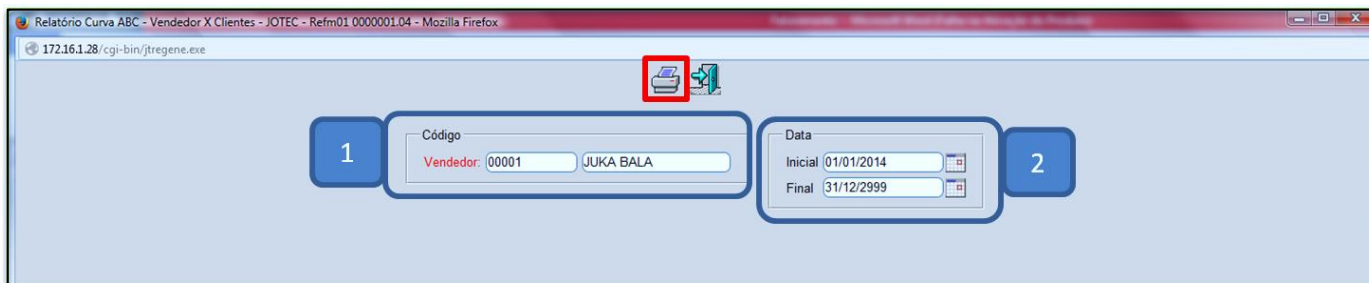 Relatório Curva ABC - Vendedor X Clientes - JOTEC - Refm01 0000001.04 - Mozilla Firefox
172.16.1.28/cgi-bin/jtregene.exe
1
Código
Vendedor: 00001 JUKA BALA
Data
Inicial 01/01/2014
Final 31/12/2999
2